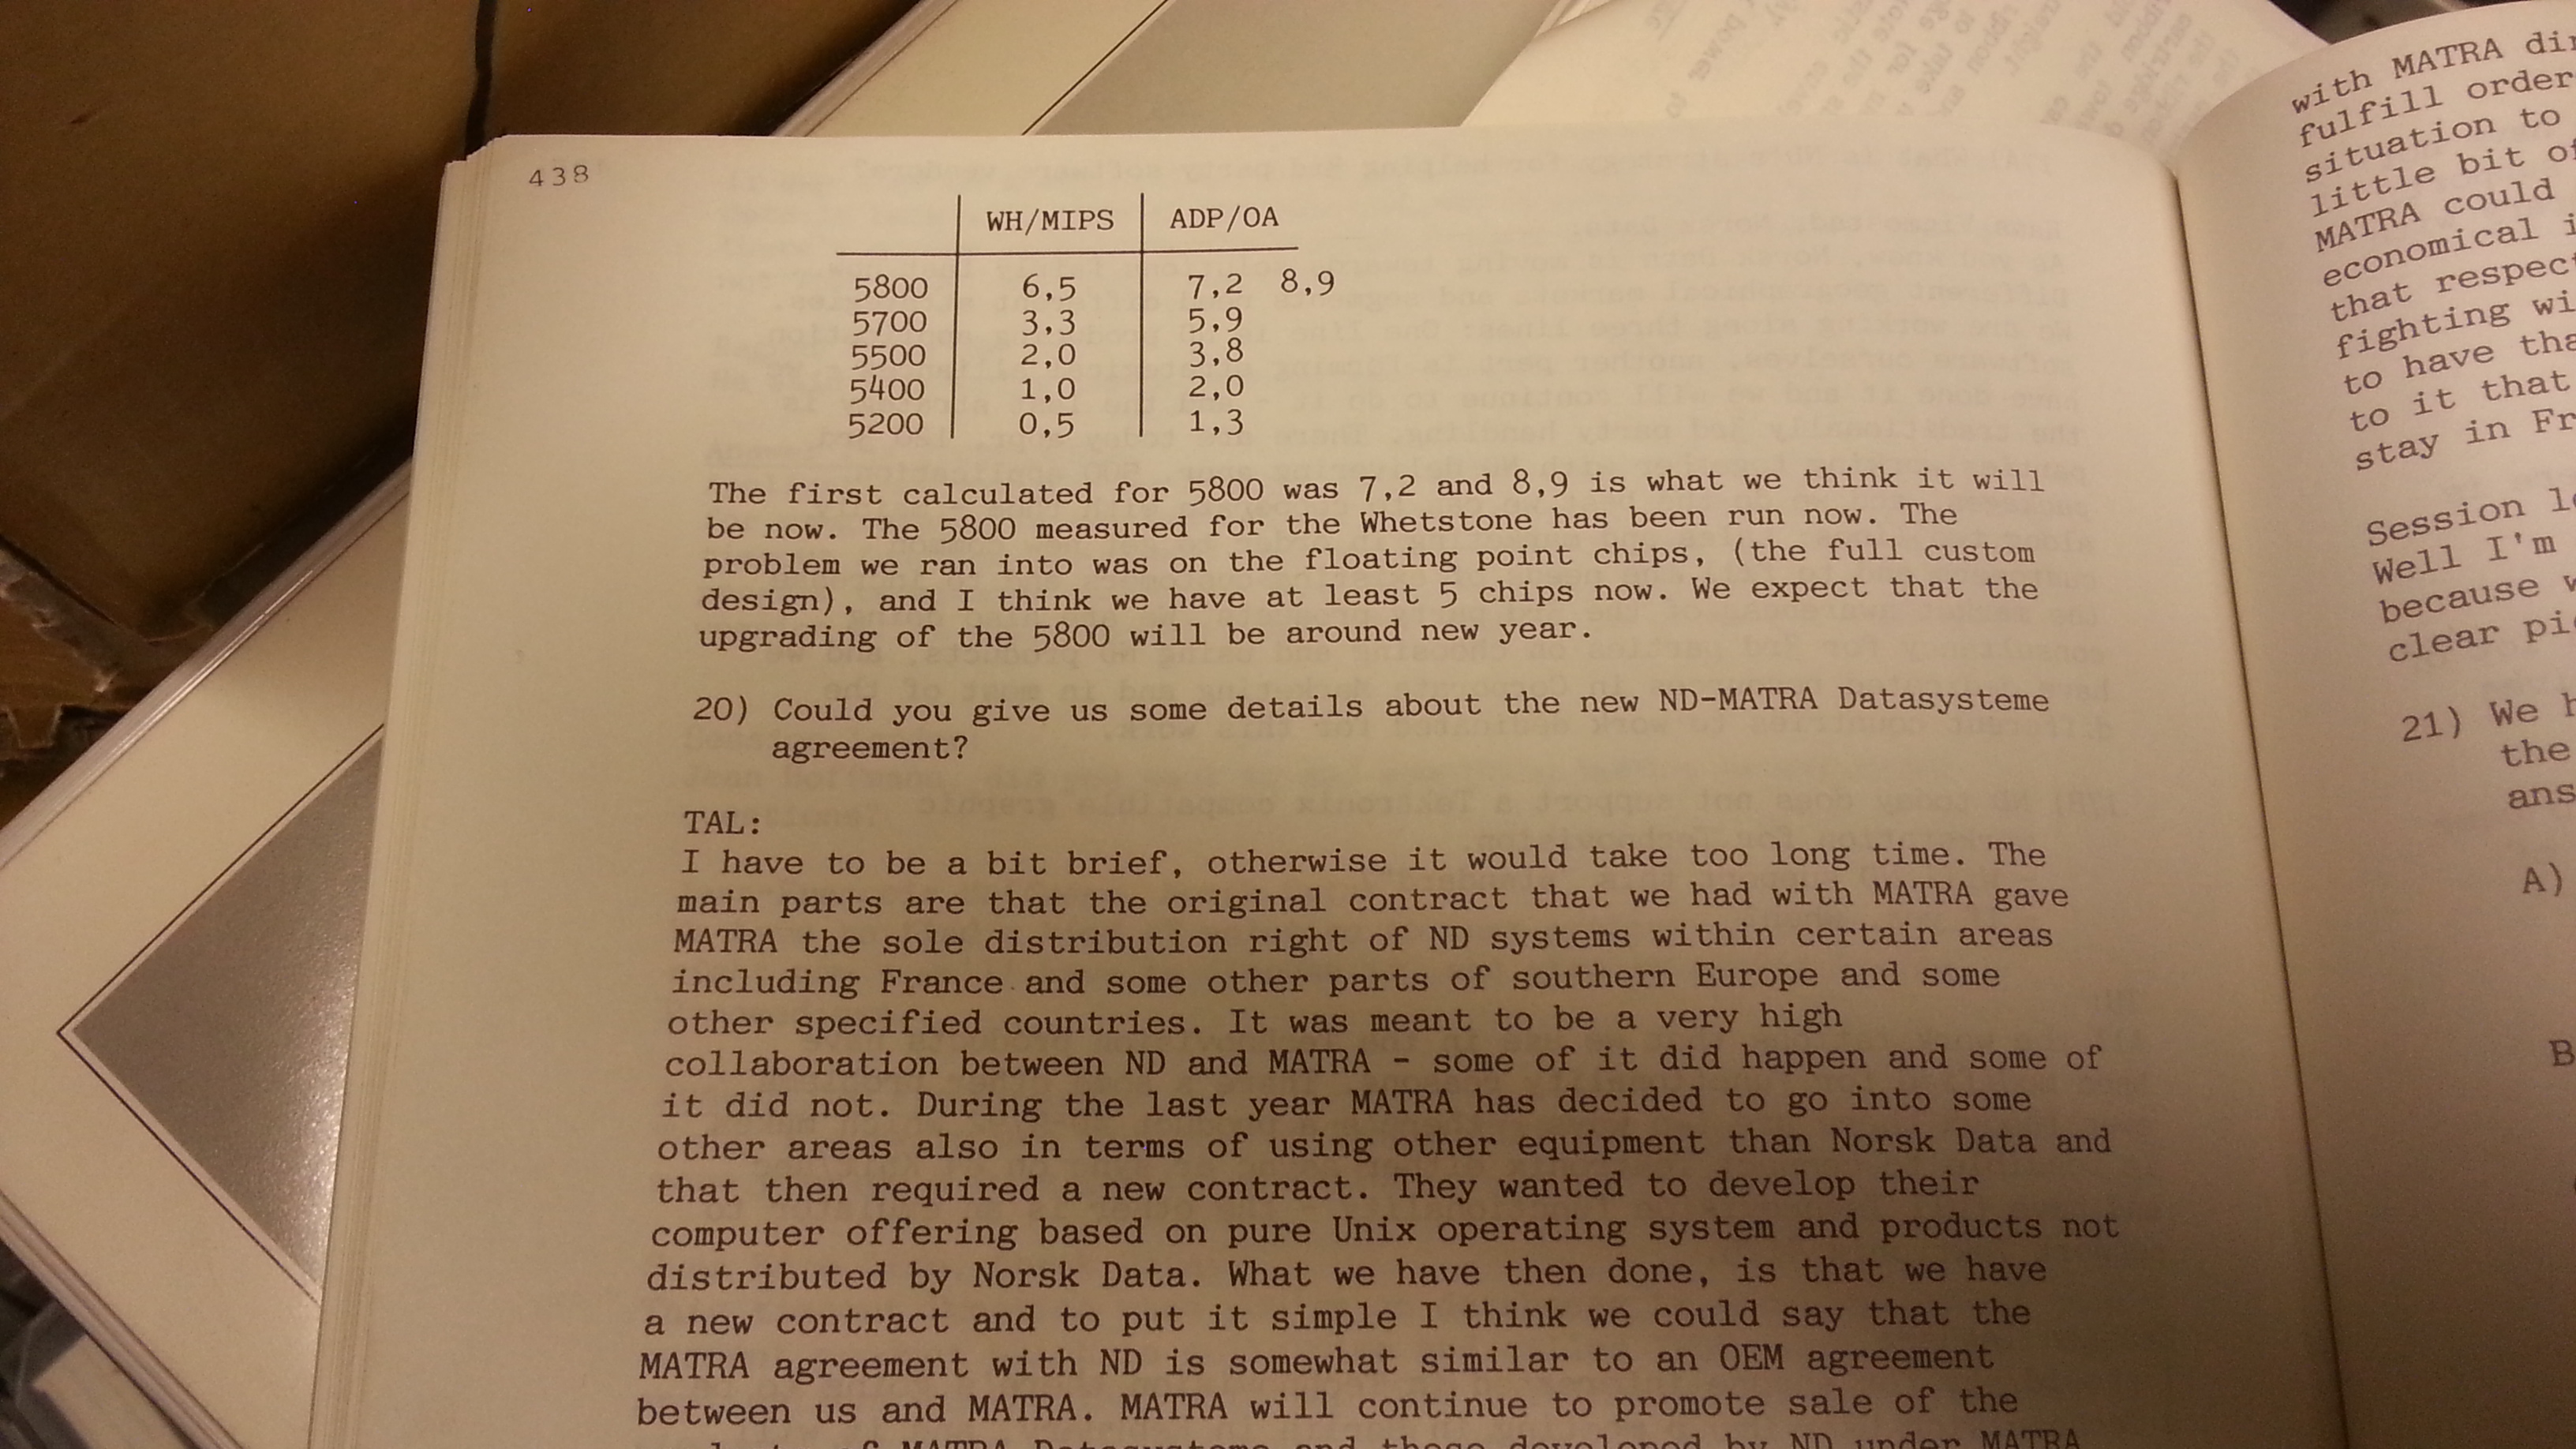 438
WH/MIPS ADP/OA
5800 6,5 7,2 8,9
5700 3,3 5,9
5500 2,0 3,8
5400 1,0 2,0
5200 0,5 1,3
The first calculated for 5800 was 7,2 and 8,9 is what we think it will
be now. The 5800 measured for the Whetstone has been run now. The
problem we ran into was on the floating point chips, (the full custom
design), and I think we have at least 5 chips now. We expect that the
upgrading of the 5800 will be around new year.
20) Could you give us some details about the new ND-MATRA Datasysteme
agreement?
TAL:
I have to be a bit brief, otherwise it would take too long time. The
main parts are that the original contract that we had with MATRA gave
MATRA the sole distribution right of ND systems within certain areas
including France and some other parts of southern Europe and some
other specified countries. It was meant to be a very high
collaboration between ND and MATRA - some of it did happen and some of
it did not. During the last year MATRA has decided to go into some
other areas also in terms of using other equipment than Norsk Data and
that then required a new contract. They wanted to develop their
computer offering based on pure Unix operating system and products not
distributed by Norsk Data. What we have then done, is that we have
a new contract and to put it simple I think we could say that the
MATRA agreement with ND is somewhat similar to an OEM agreement
between us and MATRA. MATRA will continue to promote sale of the
of MATRA Datasysteme and those developed by ND under MATRA
with MATRA
fulfill
situation to
little bit
MATRA could
economical
that
fighting
to have
to it that
stay in
Session
Well I'm
because
clear
21) We
the
A)
B